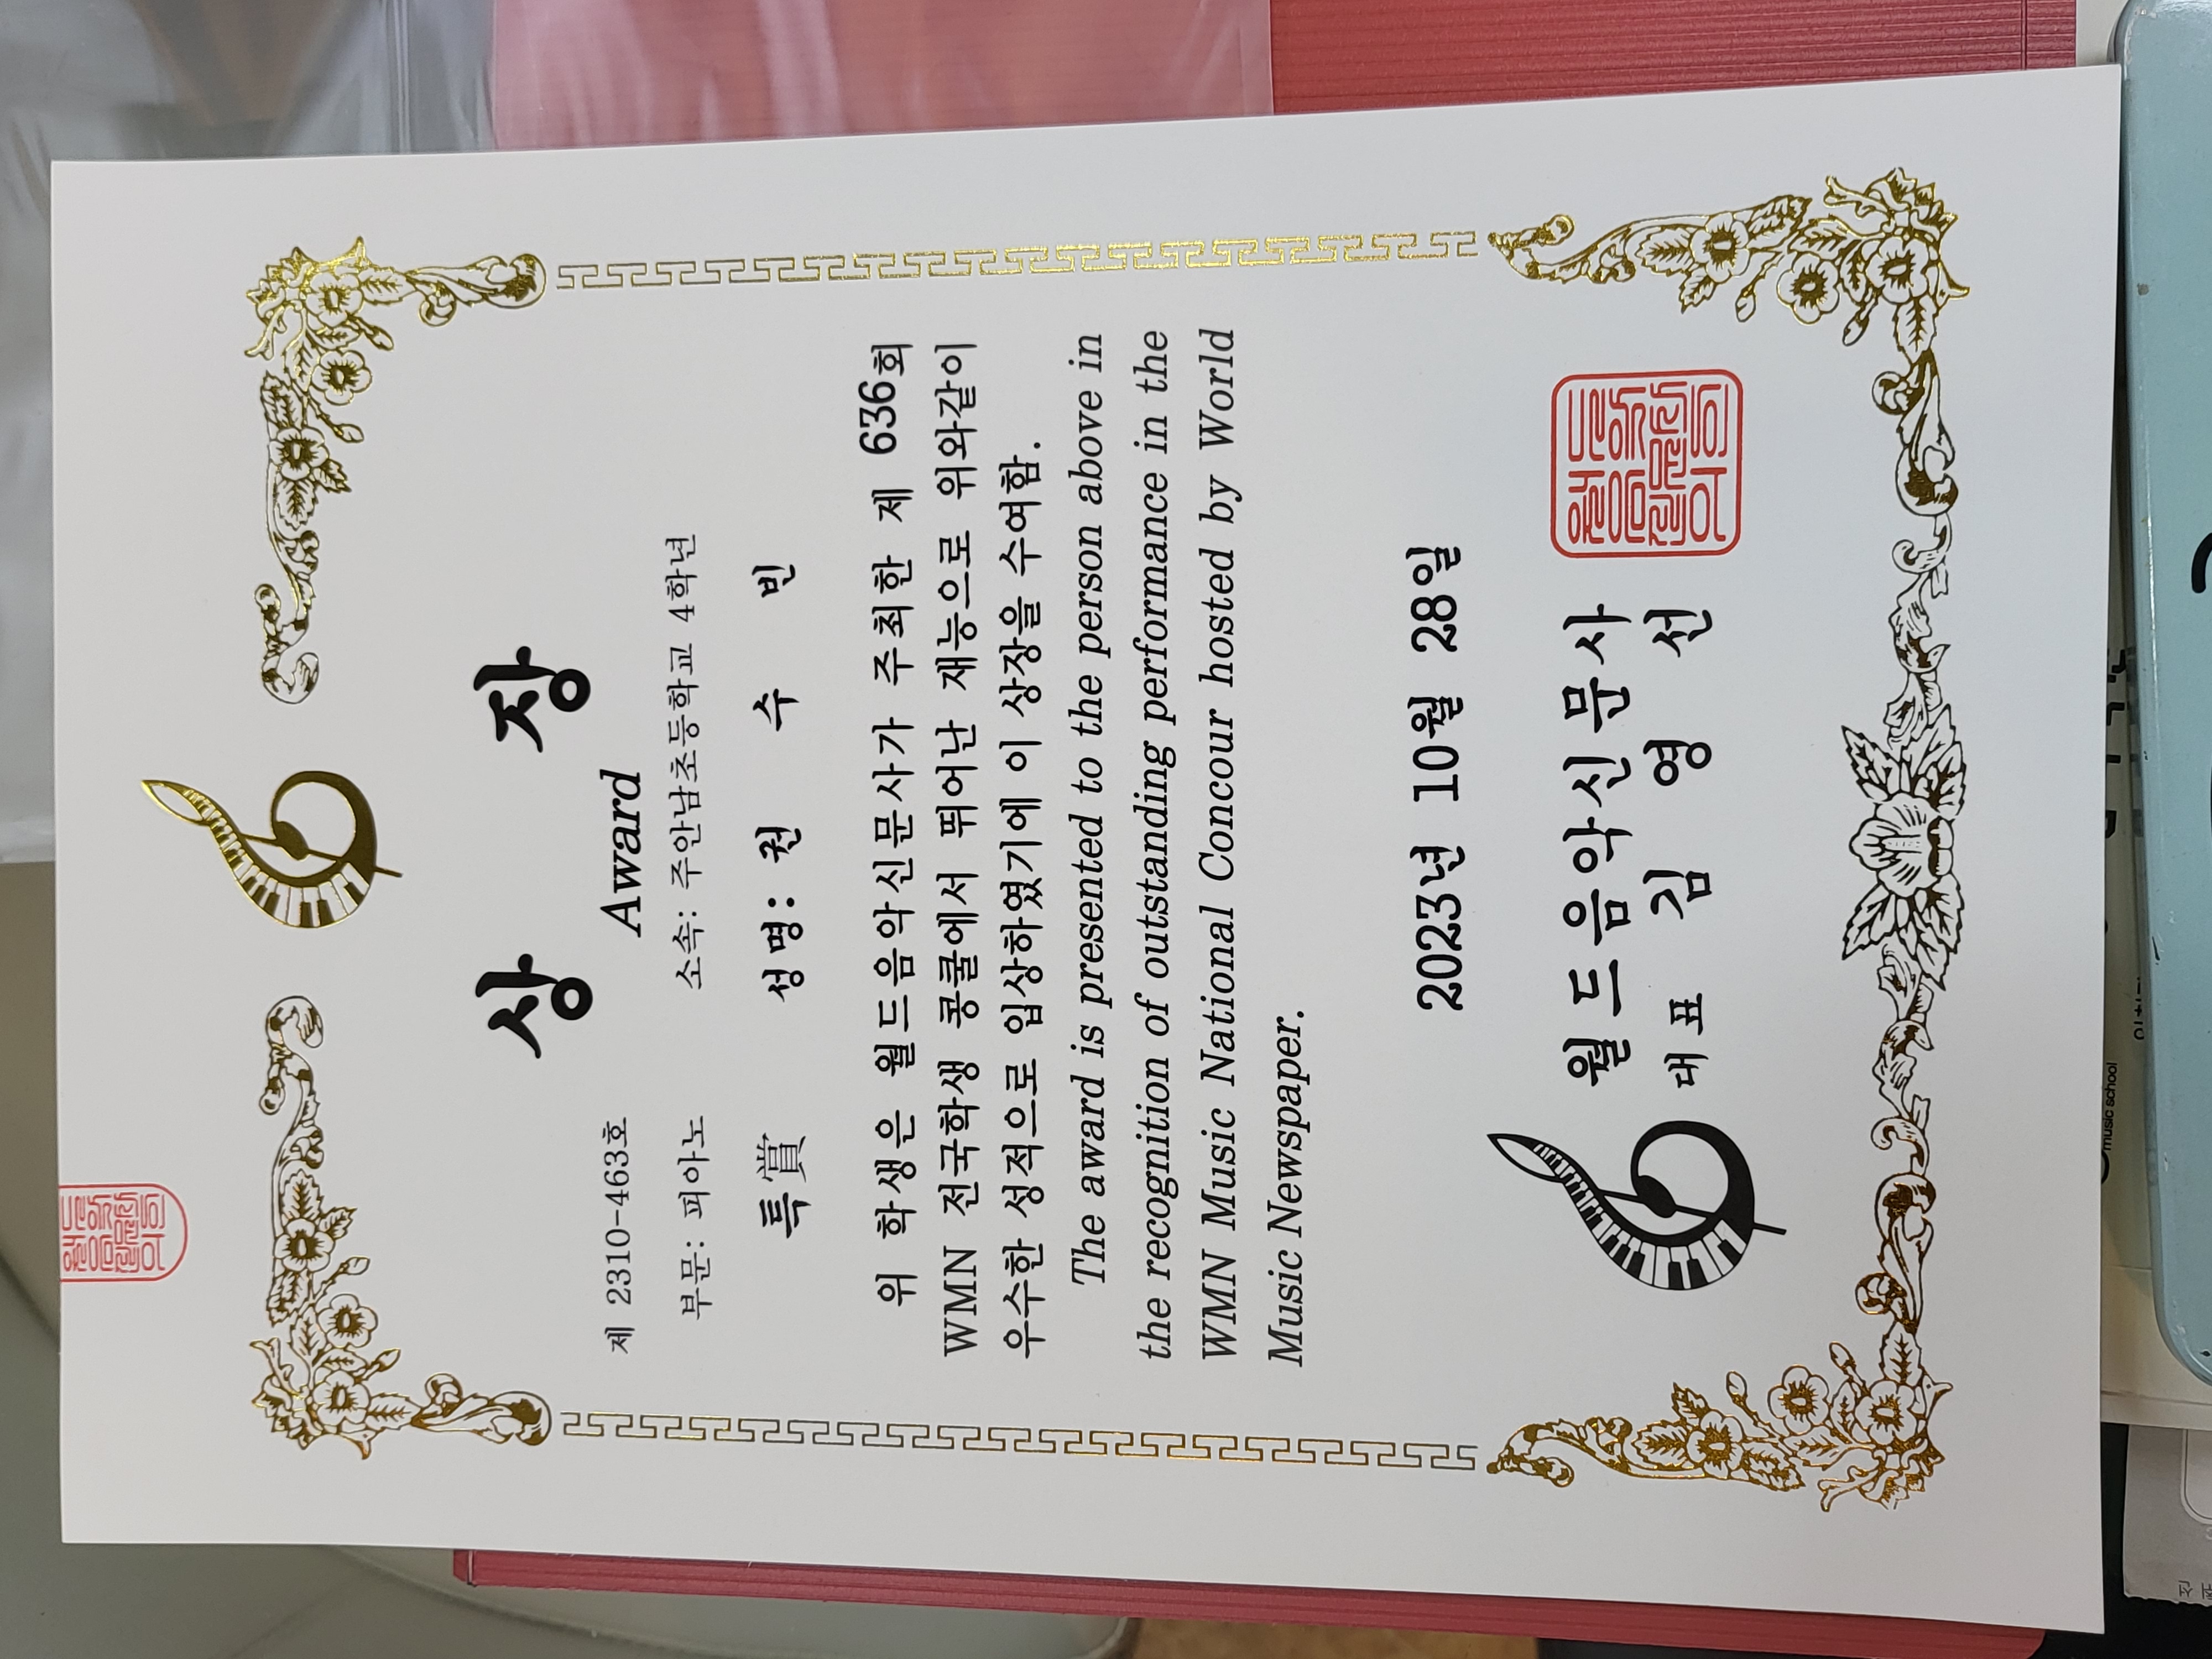 상 장
Award
제 2310-463호
부문: 피아노 소속: 주안남초등학교 4학년
특賞 성명: 권 수 빈
위 학생은 월드음악신문사가 주최한 제 636회
WMN 전국학생 콩쿨에서 뛰어난 재능으로 위와같이
우수한 성적으로 입상하였기에 이 상장을 수여함.
The award is presented to the person above in
the recognition of outstanding performance in the
WMN Music National Concour hosted by World
Music Newspaper.
2023년 10월 28일
월드음악신문사
대표 김 영 선
music school